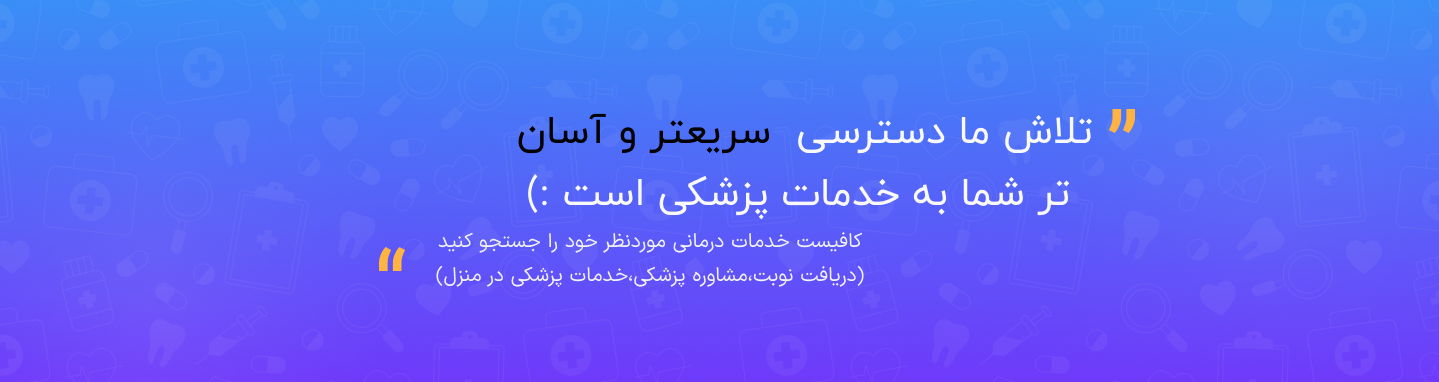 ” تلاش ما دسترسی سریعتر و آسان
تر شما به خدمات پزشکی است :)
کافیست خدمات درمانی موردنظر خود را جستجو کنید
(دریافت نوبت،مشاوره پزشکی،خدمات پزشکی در منزل) “